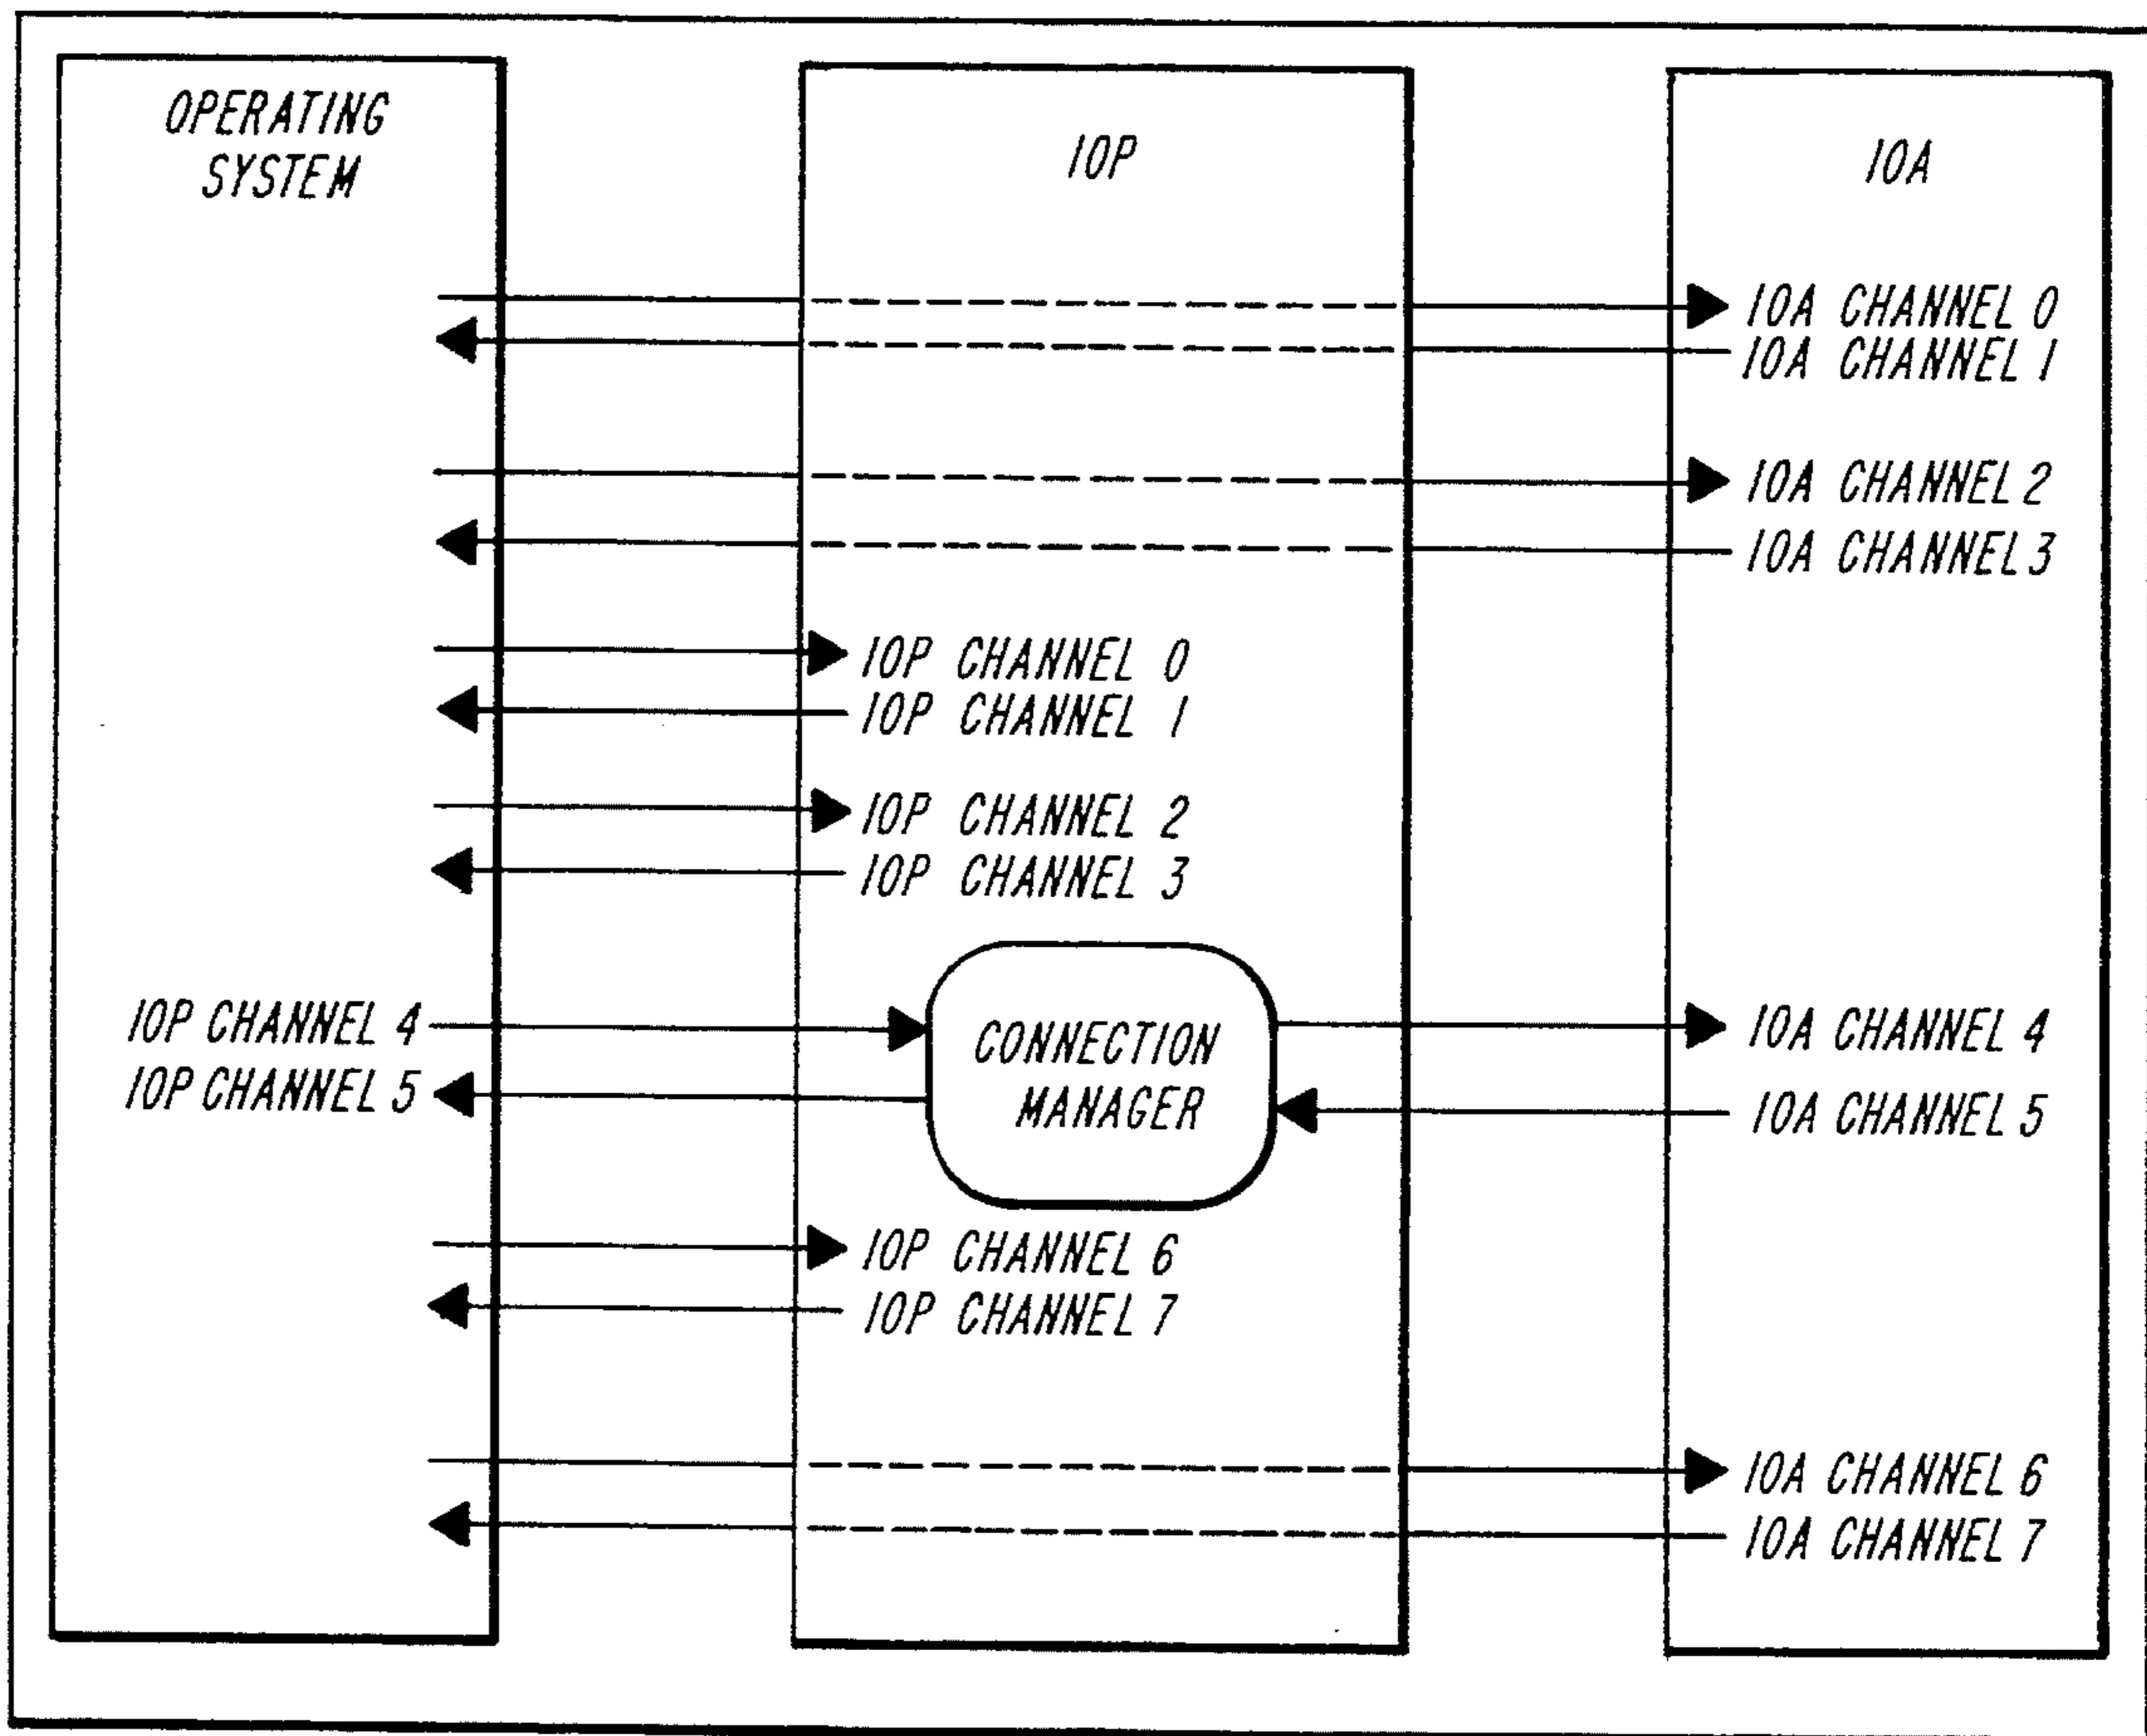 OPERATING
SYSTEM
IOP
IOA
IOA CHANNEL 0
IOA CHANNEL 1
IOA CHANNEL 2
IOA CHANNEL 3
IOP CHANNEL 0
IOP CHANNEL 1
IOP CHANNEL 2
IOP CHANNEL 3
IOP CHANNEL 4
IOP CHANNEL 5
CONNECTION
MANAGER
IOA CHANNEL 4
IOA CHANNEL 5
IOP CHANNEL 6
IOP CHANNEL 7
IOA CHANNEL 6
IOA CHANNEL 7